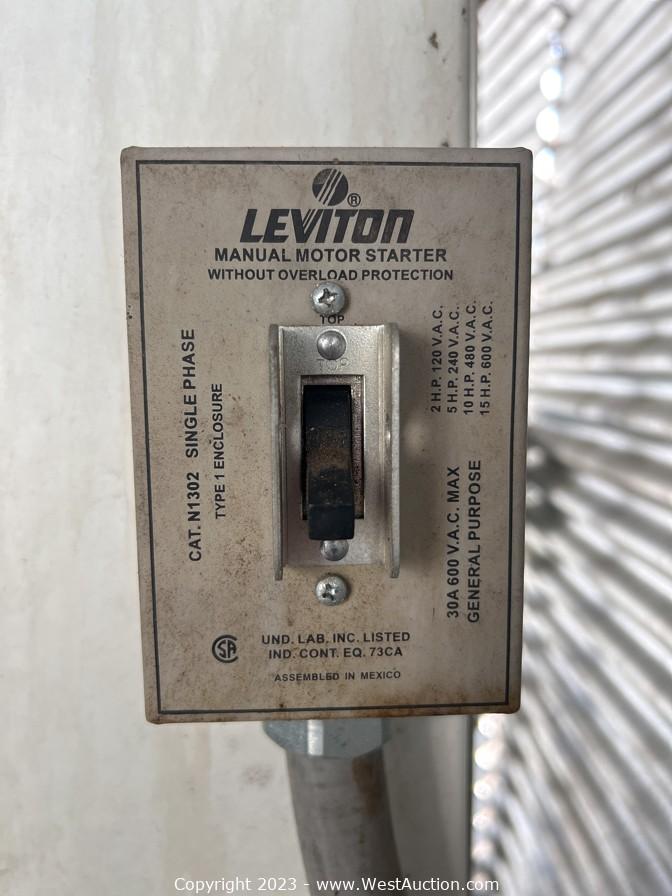 LEVITON®
MANUAL MOTOR STARTER
WITHOUT OVERLOAD PROTECTION
TOP
TOP
CAT. N1302 SINGLE PHASE
TYPE 1 ENCLOSURE
2 H.P. 120 V.A.C.
5 H.P. 240 V.A.C.
10 H.P. 480 V.A.C.
15 H.P. 600 V.A.C.
30A 600 V.A.C. MAX
GENERAL PURPOSE
SA
UND. LAB. INC. LISTED
IND. CONT. EQ. 73CA
ASSEMBLED IN MEXICO
Copyright 2023 - www.WestAuction.com